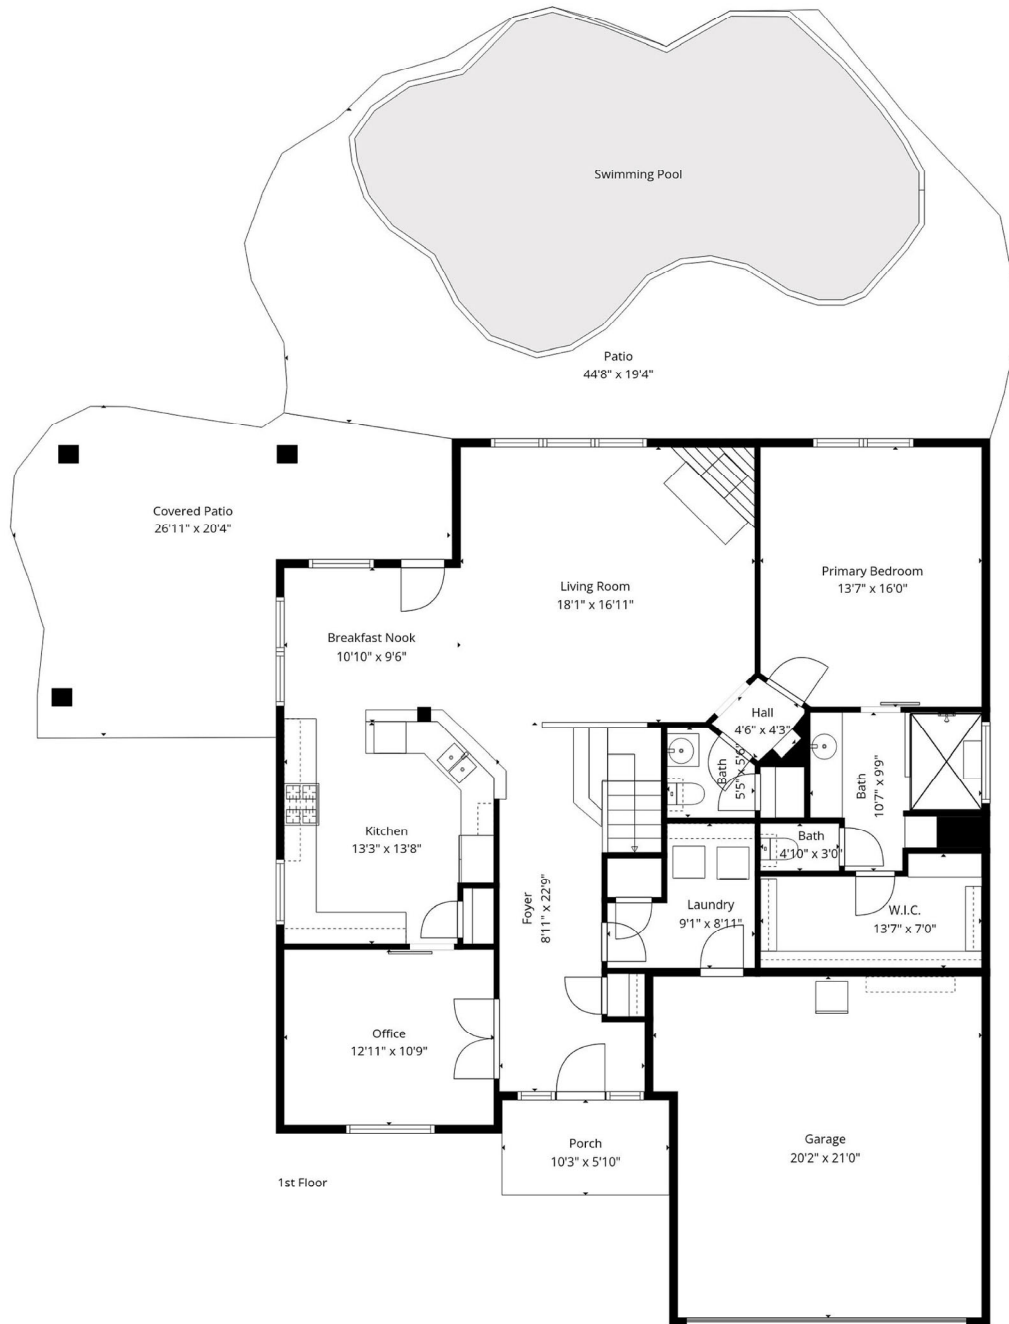 Swimming Pool
Patio
44'8" x 19'4"
Covered Patio
26'11" x 20'4"
Living Room
18'1" x 16'11"
Primary Bedroom
13'7" x 16'0"
Breakfast Nook
10'10" x 9'6"
Hall
4'6" x 4'3"
Bath
5'5" x 5'6"
Bath
10'7" x 9'9"
Kitchen
13'3" x 13'8"
Bath
4'10" x 3'0"
Foyer
8'11" x 22'9"
Laundry
9'1" x 8'11"
W.I.C.
13'7" x 7'0"
Office
12'11" x 10'9"
Porch
10'3" x 5'10"
Garage
20'2" x 21'0"
1st Floor